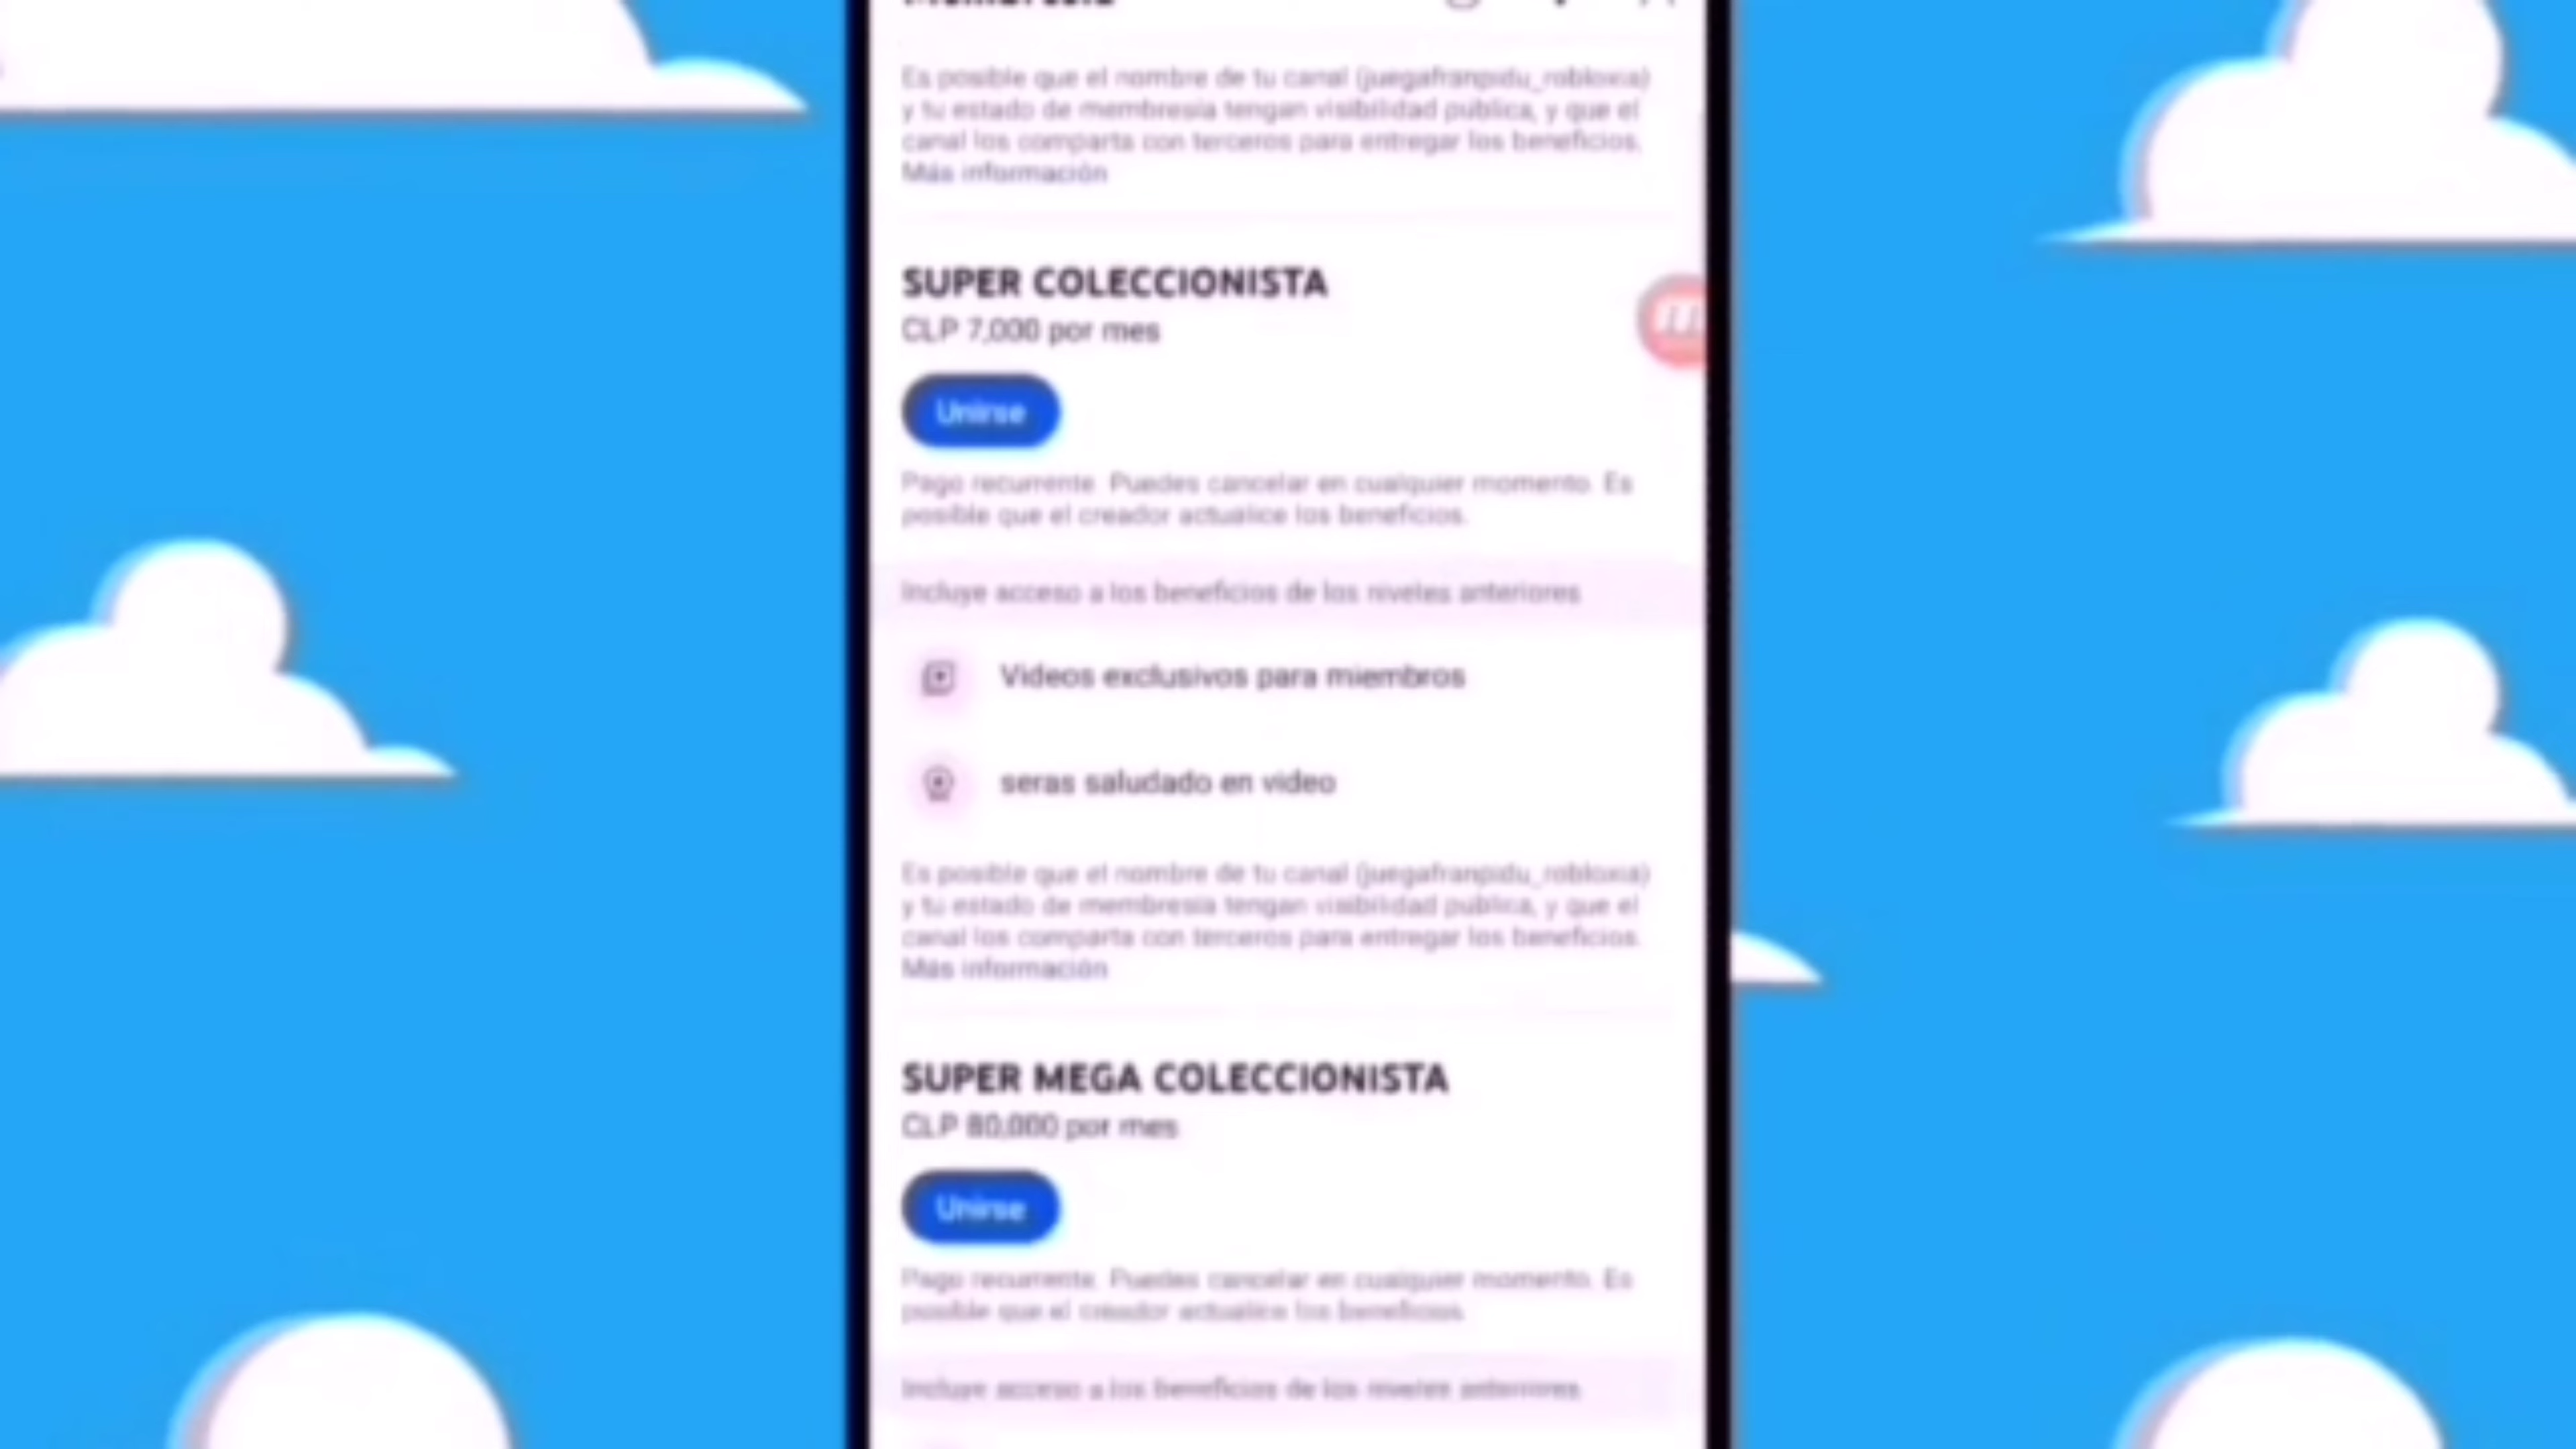 Es posible que el nombre de tu canal (juegafranpidu_robloxia)
y tu estado de membresía tengan visibilidad pública, y que el
canal los comparta con terceros para entregar los beneficios.
Más información
SUPER COLECCIONISTA
CLP 7,000 por mes
Unirse
Pago recurrente. Puedes cancelar en cualquier momento. Es
posible que el creador actualice los beneficios.
Incluye acceso a los beneficios de los niveles anteriores
Videos exclusivos para miembros
seras saludado en video
Es posible que el nombre de tu canal (juegafranpidu_robloxia)
y tu estado de membresía tengan visibilidad pública, y que el
canal los comparta con terceros para entregar los beneficios.
Más información
SUPER MEGA COLECCIONISTA
CLP 80,000 por mes
Unirse
Pago recurrente. Puedes cancelar en cualquier momento. Es
posible que el creador actualice los beneficios.
Incluye acceso a los beneficios de los niveles anteriores